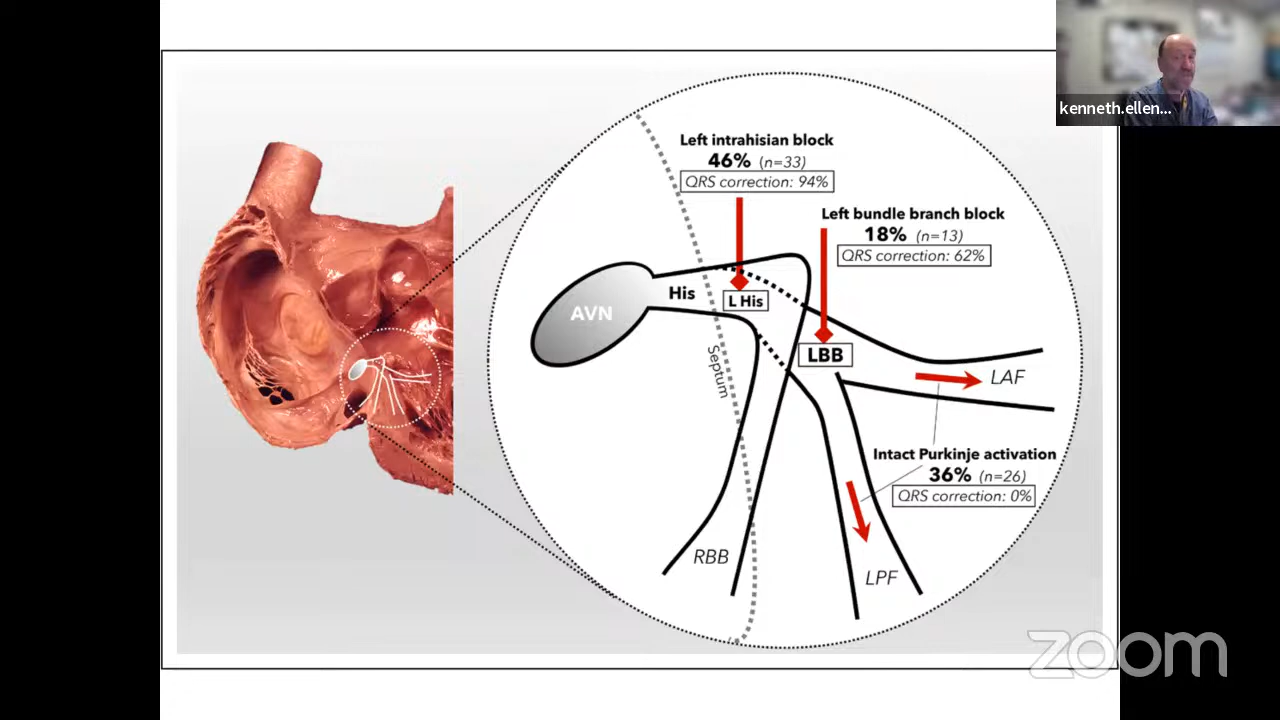 kenneth.ellen...
Left intrahisian block
46% (n=33)
QRS correction: 94%
Left bundle branch block
18% (n=13)
QRS correction: 62%
His
L His
AVN
LBB
Septum
LAF
Intact Purkinje activation
36% (n=26)
QRS correction: 0%
RBB
LPF
zoom